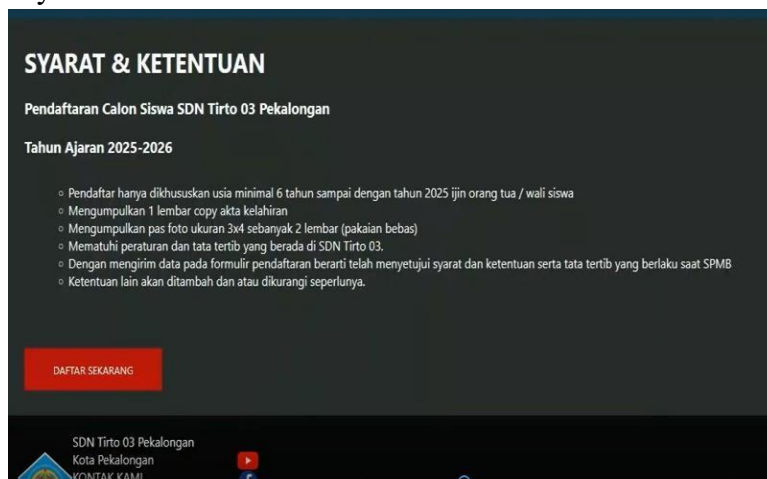 SYARAT & KETENTUAN
Pendaftaran Calon Siswa SDN Tirto 03 Pekalongan
Tahun Ajaran 2025-2026
Pendaftar hanya dikhususkan usia minimal 6 tahun sampai dengan tahun 2025 ijin orang tua / wali siswa
Mengumpulkan 1 lembar copy akta kelahiran
Mengumpulkan pas foto ukuran 3x4 sebanyak 2 lembar (pakaian bebas)
Mematuhi peraturan dan tata tertib yang berada di SDN Tirto 03.
Dengan mengirim data pada formulir pendaftaran berarti telah menyetujui syarat dan ketentuan serta tata tertib yang berlaku saat SPMB
Ketentuan lain akan ditambah dan atau dikurangi seperlunya.
DAFTAR SEKARANG
SDN Tirto 03 Pekalongan
Kota Pekalongan
KONTAK KAMI